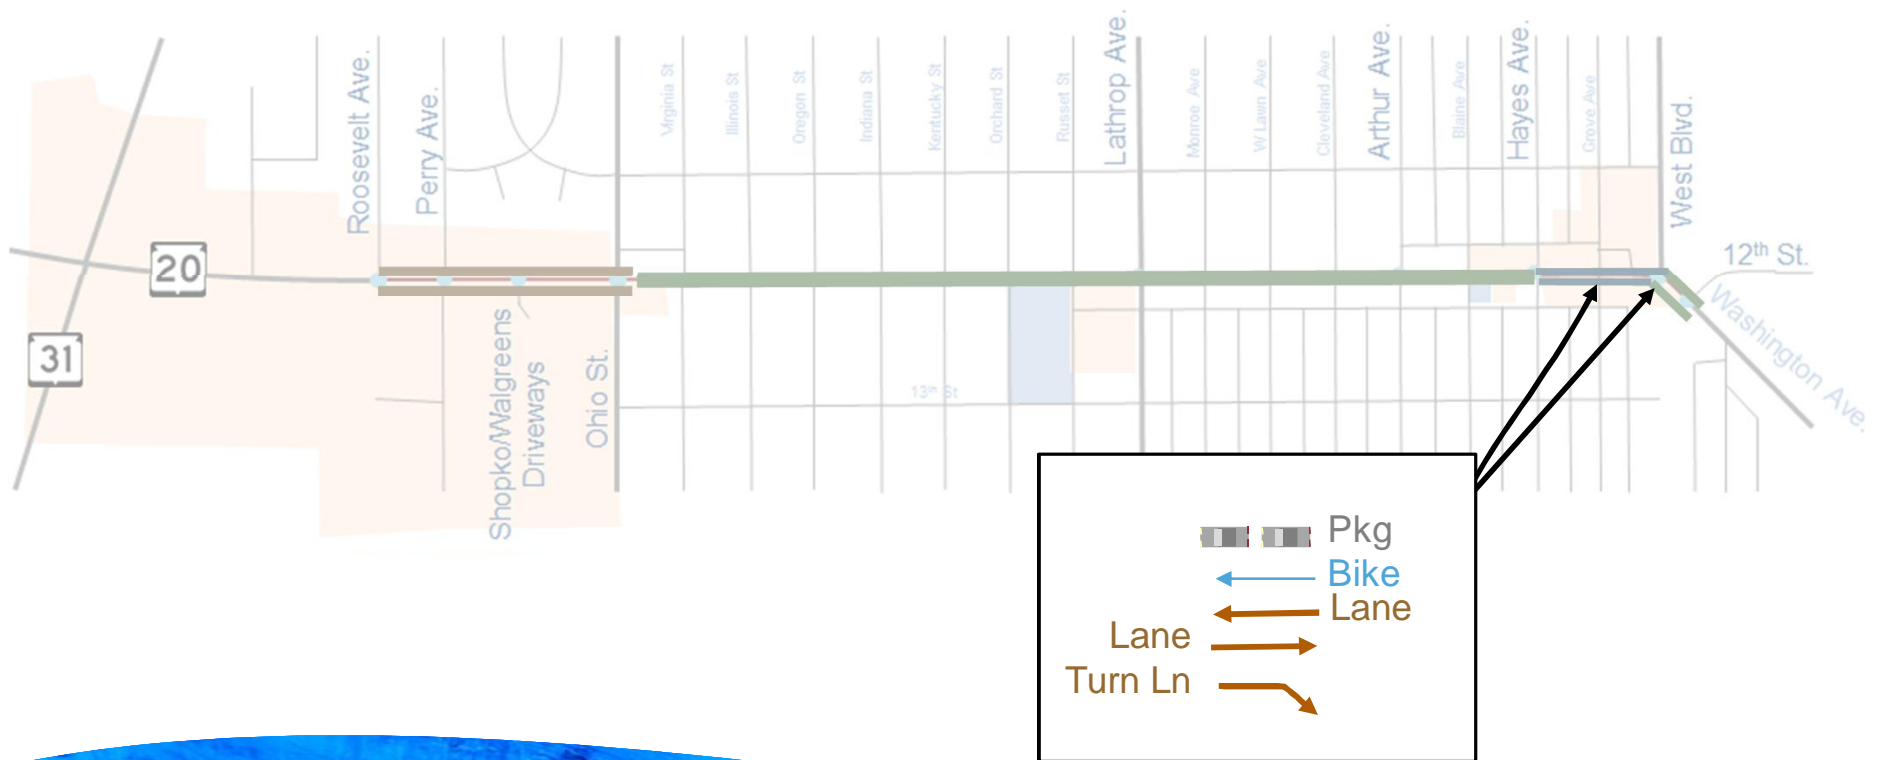 Roosevelt Ave.
Perry Ave.
Virginia St
Illinois St
Oregon St
Indiana St
Kentucky St
Orchard St
Russet St
Lathrop Ave.
Monroe Ave
W Lawn Ave
Cleveland Ave
Arthur Ave.
Blaine Ave
Hayes Ave.
Grove Ave
West Blvd.
12th St.
Washington Ave.
20
31
Shopko/Walgreens
Driveways
Ohio St.
13th St
Pkg
Bike
Lane
Lane
Turn Ln